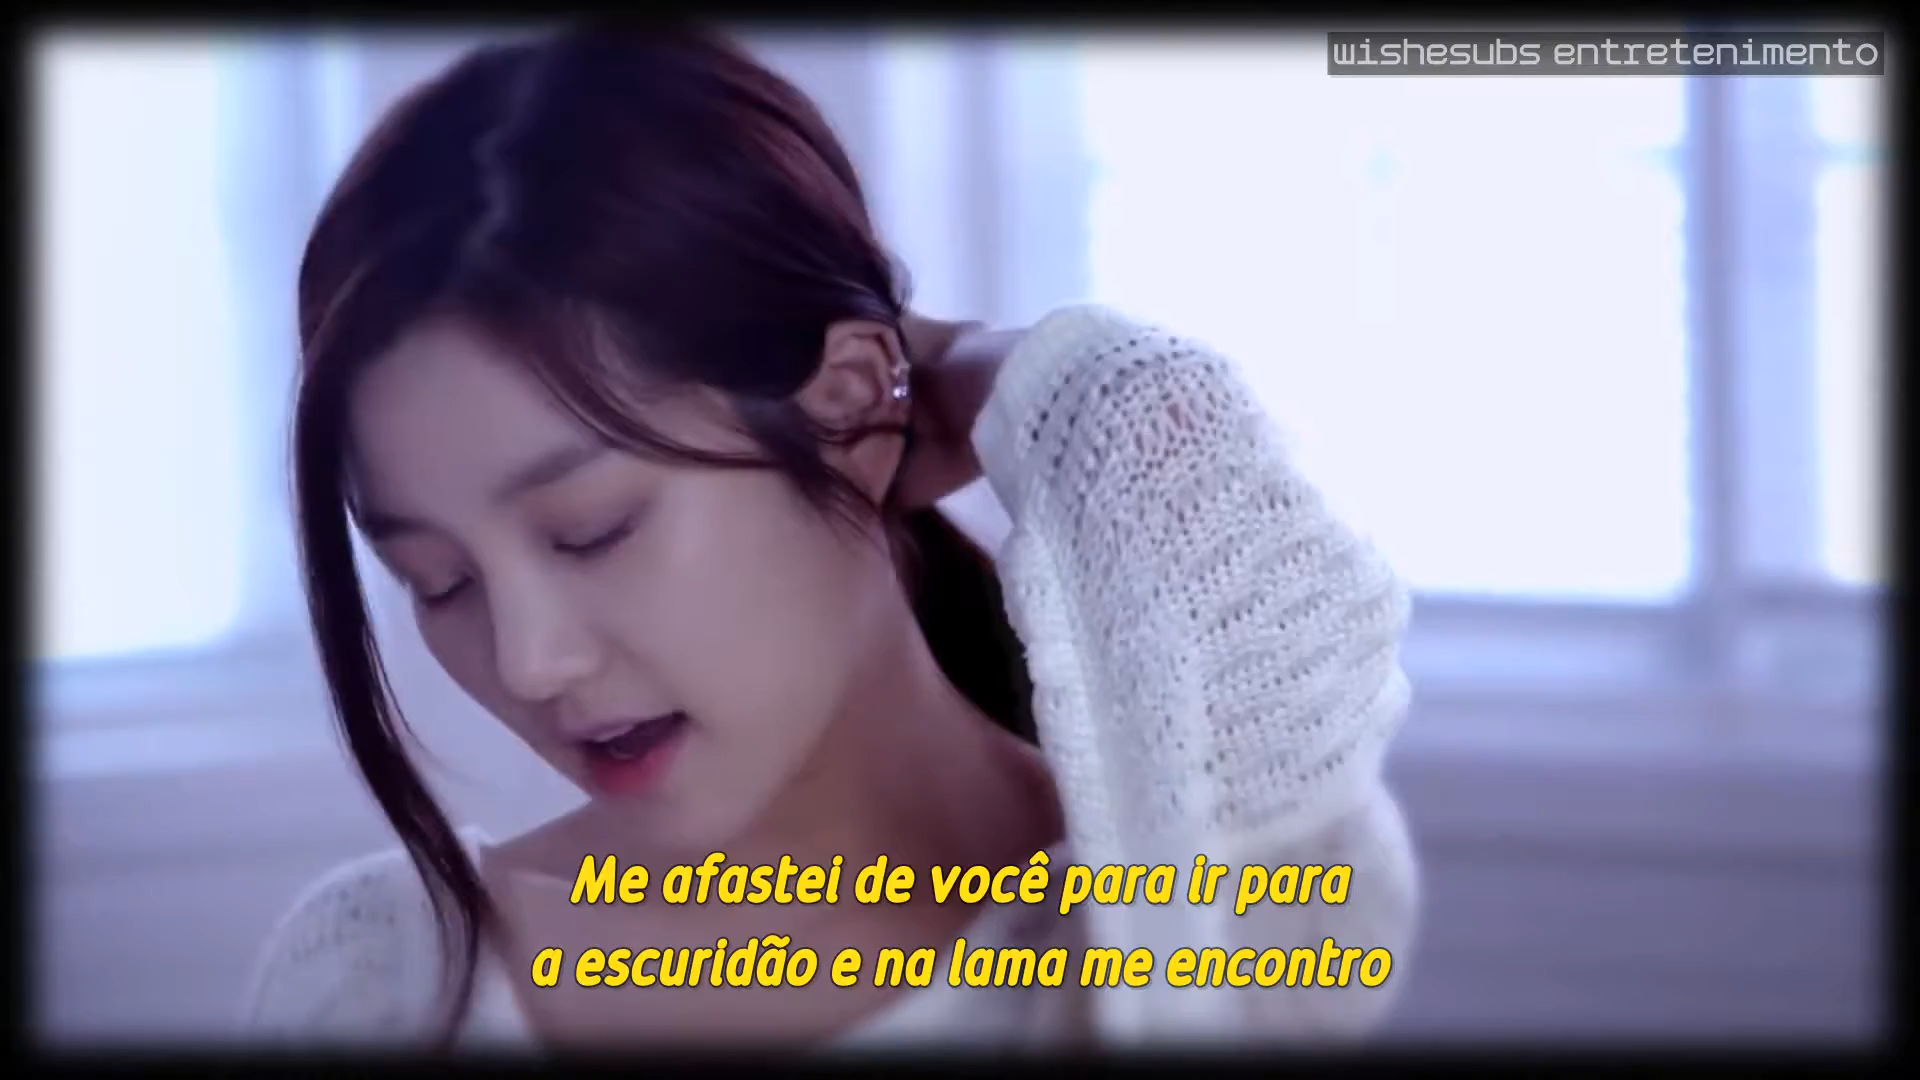 wishesubs entretenimento
Me afastei de você para ir para
a escuridão e na lama me encontro